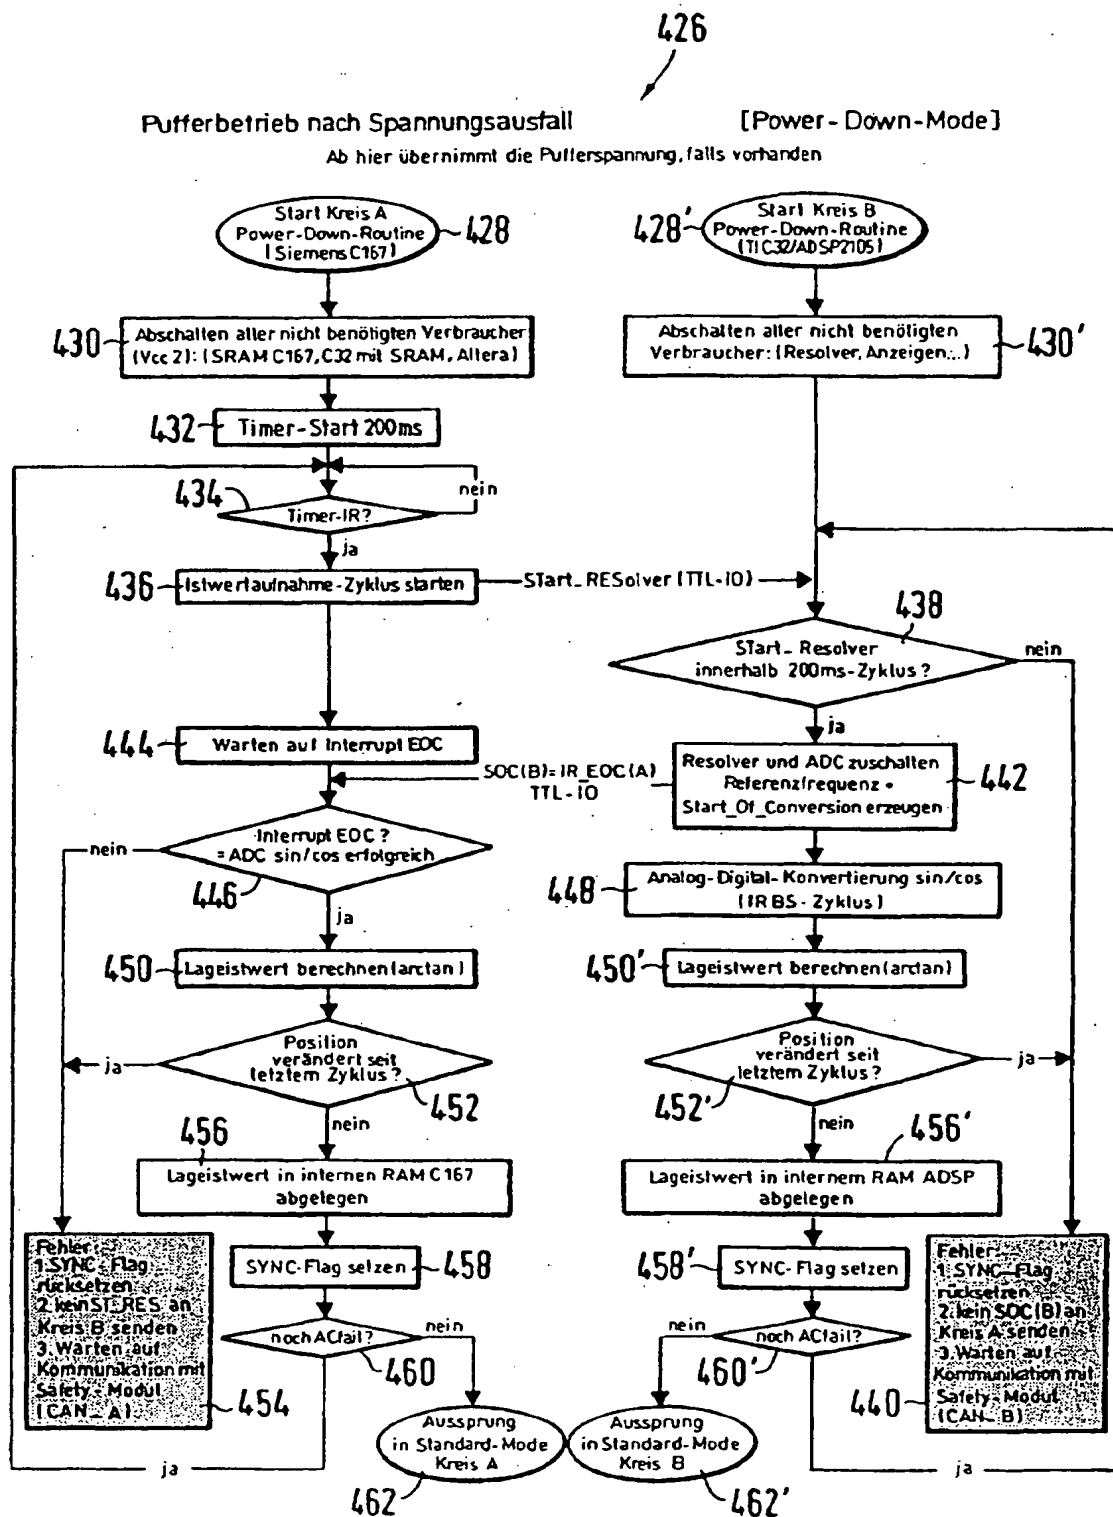 426
Pufferbetrieb nach Spannungsausfall [Power-Down-Mode]
Ab hier übernimmt die Pufferspannung, falls vorhanden
Start Kreis A
Power-Down-Routine
(Siemens C167)
428
Start Kreis B
Power-Down-Routine
(TIC32/ADSP2105)
428'
430
Abschalten aller nicht benötigten Verbraucher
(Vcc 2): (SRAM C167, C32 mit SRAM, Altera)
Abschalten aller nicht benötigten
Verbraucher: (Resolver, Anzeigen...)
430'
432
Timer-Start 200ms
nein
434
Timer-IR?
ja
436
Istwertaufnahme-Zyklus starten
STart_RESolver (TTL-IO)
438
STart_Resolver
innerhalb 200ms-Zyklus?
nein
ja
444
Warten auf Interrupt EOC
SOC(B)=IR_EOC(A)
TTL-IO
Resolver und ADC zuschalten
Referenzfrequenz +
Start_Of_Conversion erzeugen
442
Interrupt EOC?
=ADC sin/cos erfolgreich
nein
446
ja
448
Analog-Digital-Konvertierung sin/cos
(IRBS-Zyklus)
450
Lageistwert berechnen (arctan)
450'
Lageistwert berechnen (arctan)
Position
verändert seit
letztem Zyklus?
ja
452
nein
Position
verändert seit
letztem Zyklus?
ja
452'
nein
456
Lageistwert in internen RAM C167
abgelegen
456'
Lageistwert in internem RAM ADSP
abgelegen
Fehler:
1.SYNC-Flag
rücksetzen
2.kein ST_RES an
Kreis B senden
3.Warten auf
Kommunikation mit
Safety-Modul
(CAN_A)
454
SYNC-Flag setzen
458
458'
SYNC-Flag setzen
Fehler:
1.SYNC-Flag
rücksetzen
2.kein SOC(B) an
Kreis A senden
3.Warten auf
Kommunikation mit
Safety-Modul
(CAN_B)
440
noch ACfail?
nein
460
nein
noch ACfail?
460'
Aussprung
in Standard-Mode
Kreis A
Aussprung
in Standard-Mode
Kreis B
ja
ja
462
462'